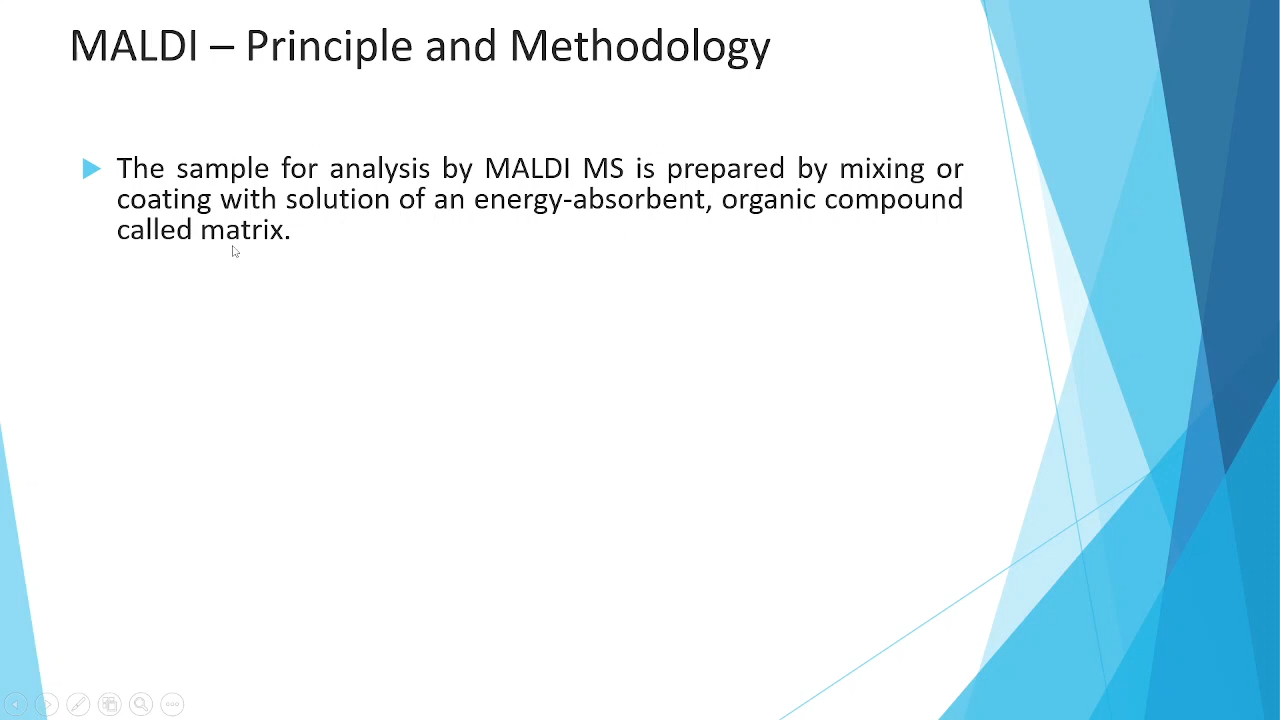 MALDI – Principle and Methodology
The sample for analysis by MALDI MS is prepared by mixing or
coating with solution of an energy-absorbent, organic compound
called matrix.